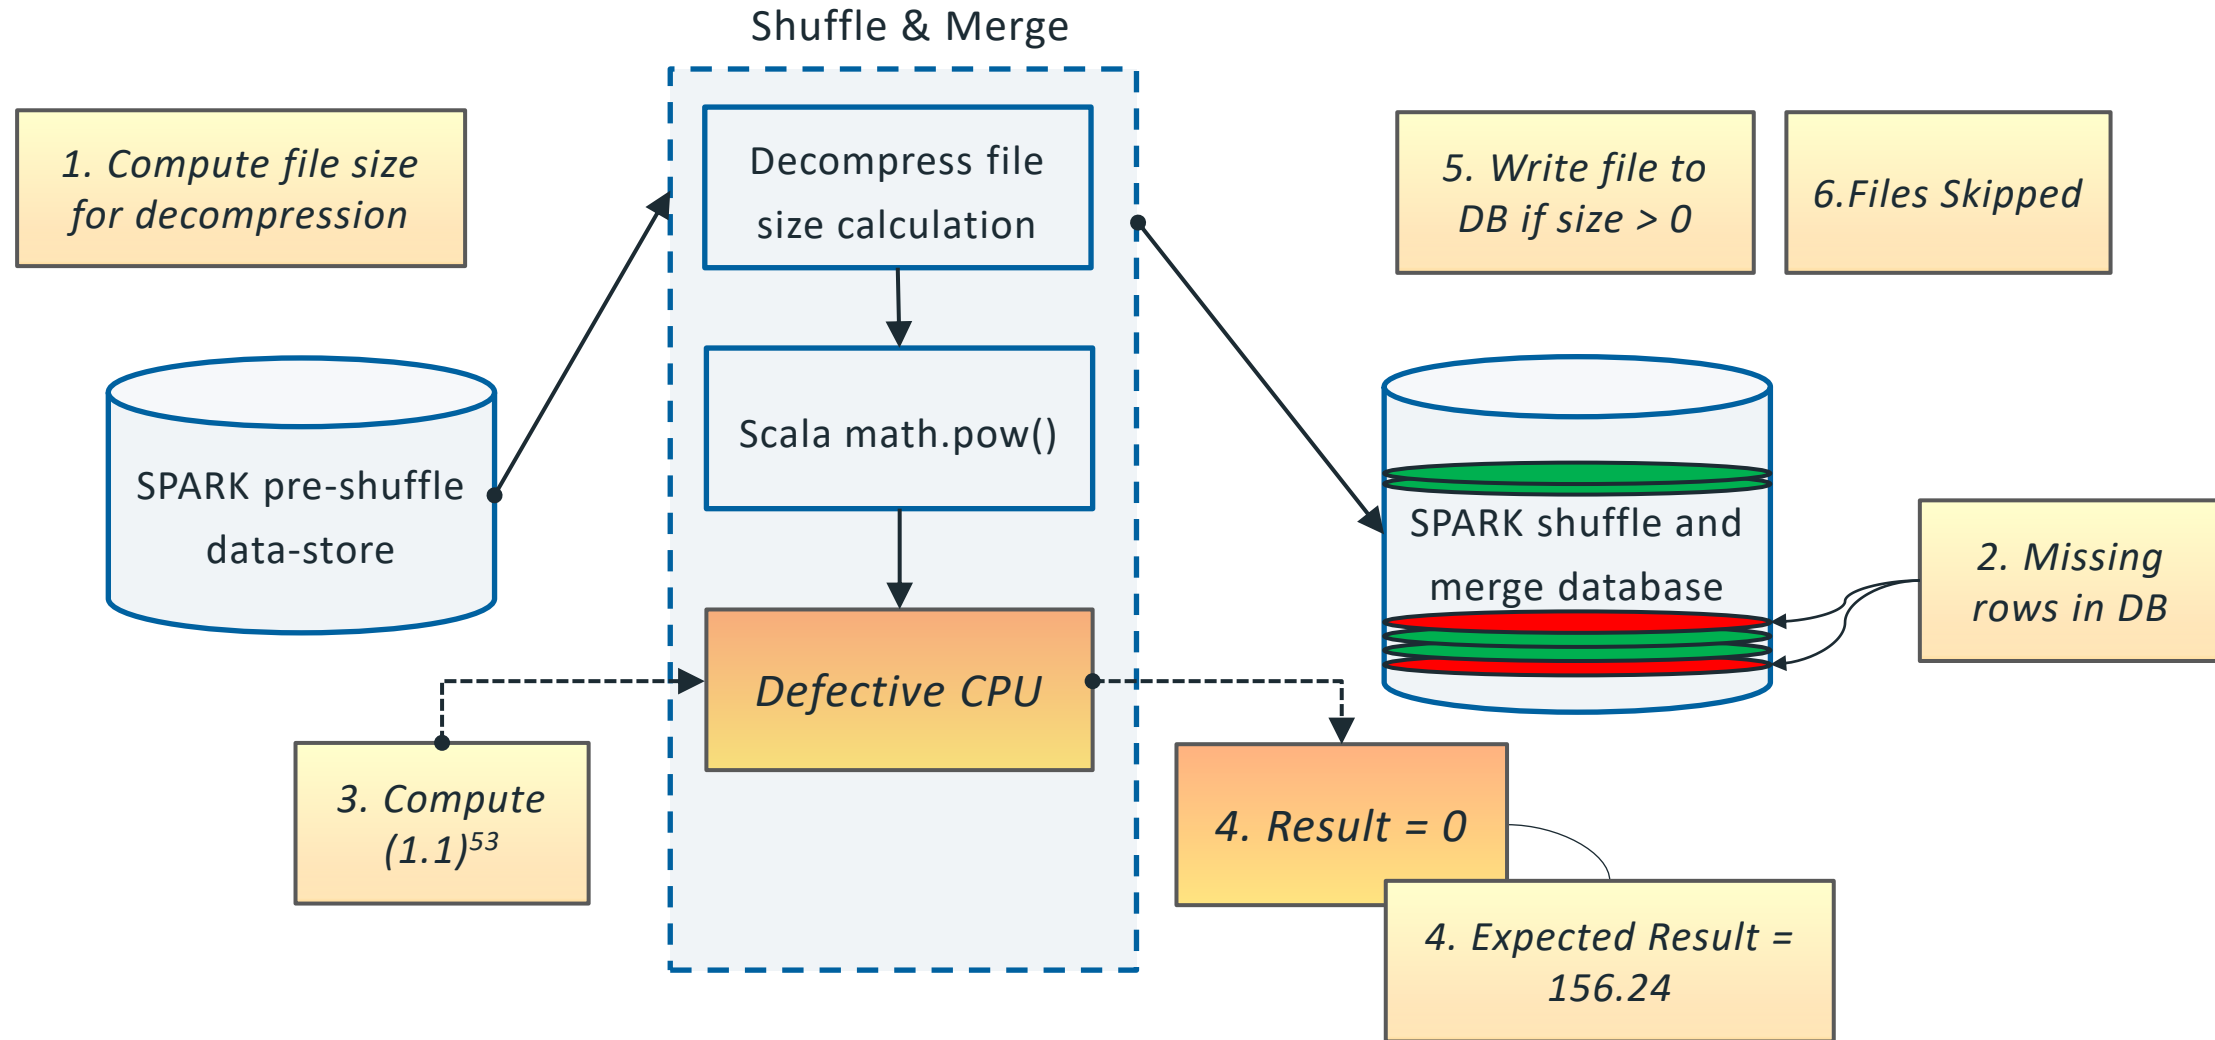 Shuffle & Merge
1. Compute file size
for decompression
Decompress file
size calculation
5. Write file to
DB if size > 0
6.Files Skipped
Scala math.pow()
SPARK pre-shuffle
data-store
SPARK shuffle and
merge database
2. Missing
rows in DB
Defective CPU
3. Compute
(1.1)⁵³
4. Result = 0
4. Expected Result =
156.24